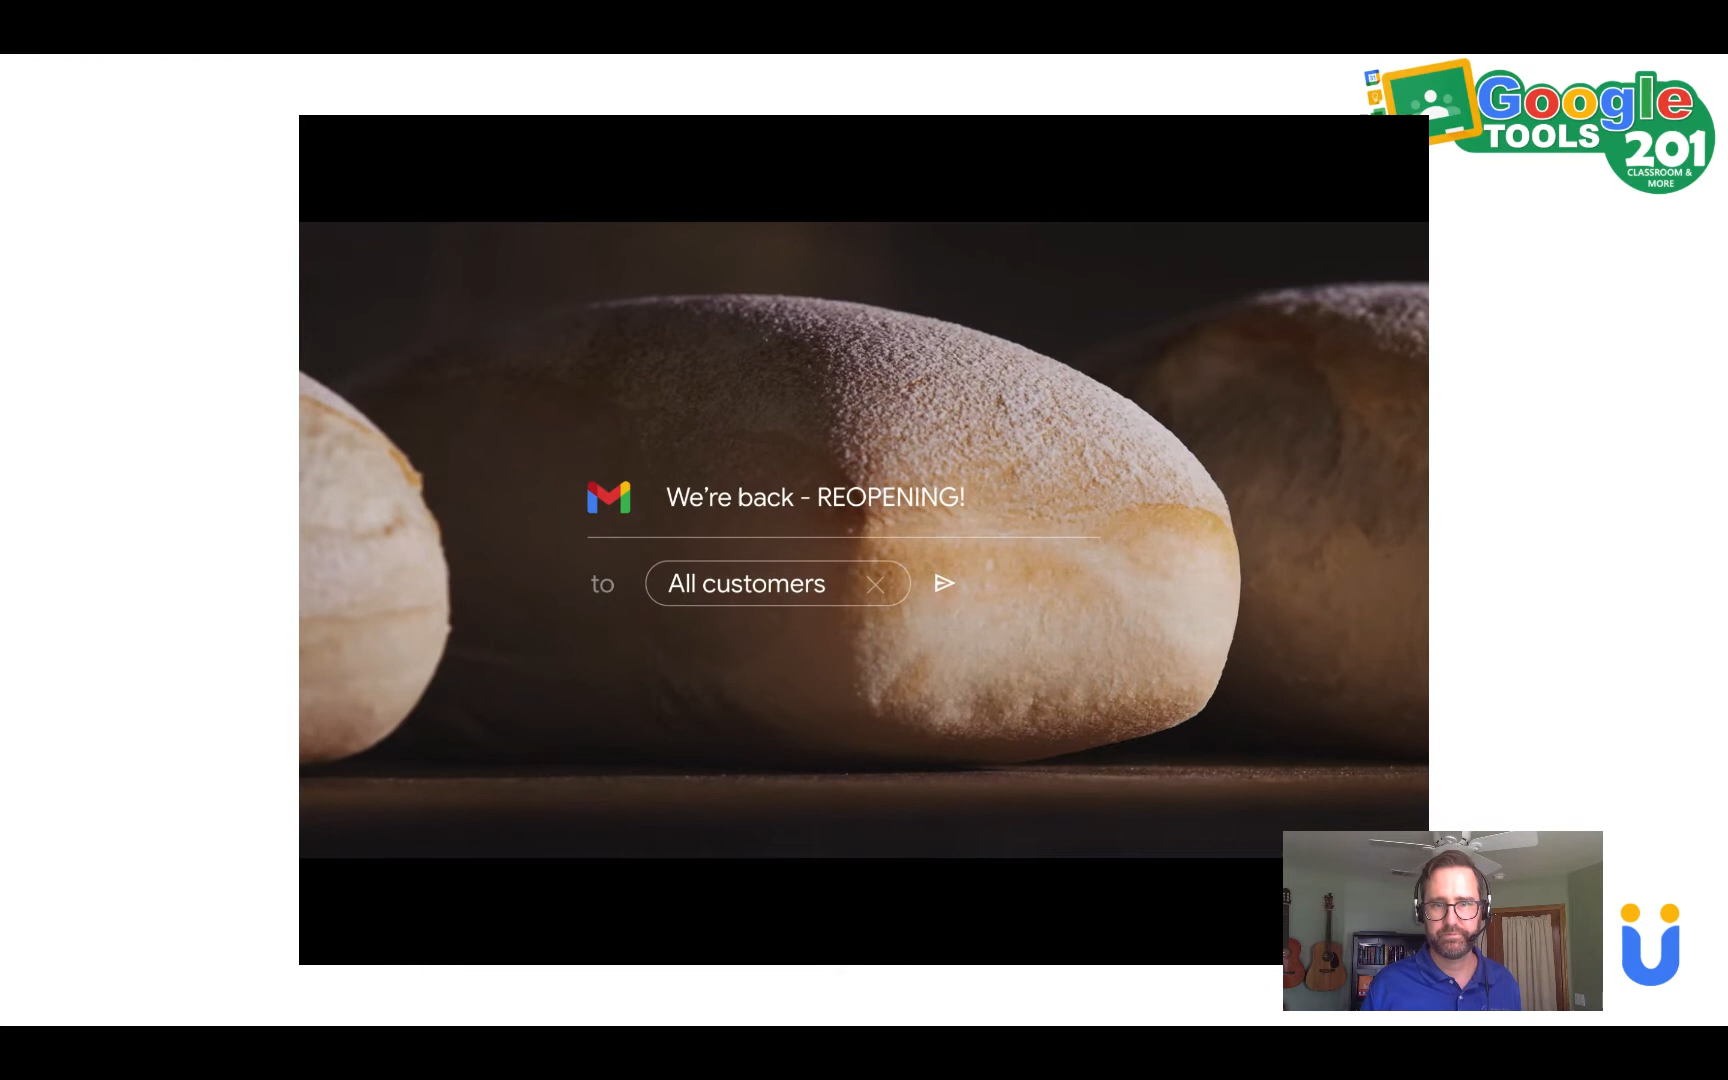 Google
TOOLS
201
CLASSROOM &
MORE
We're back - REOPENING!
to All customers